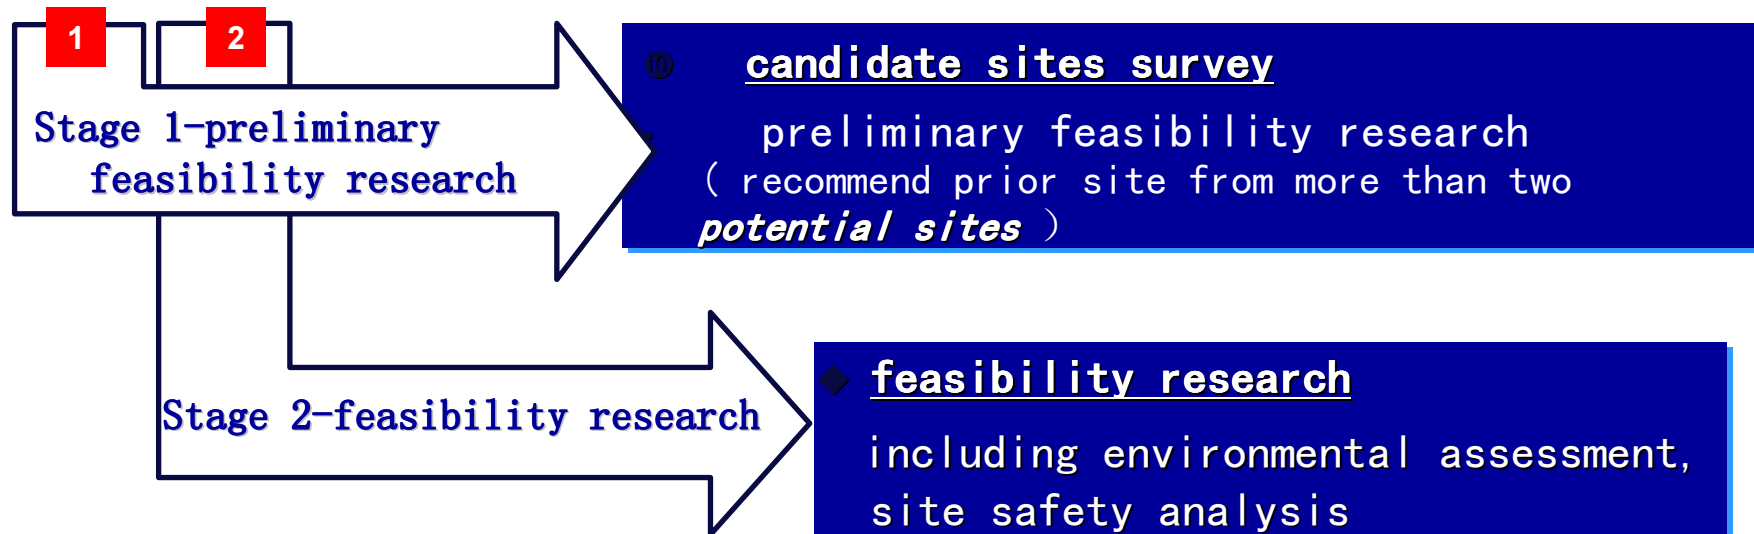 1
2
Stage 1-preliminary
feasibility research
candidate sites survey
preliminary feasibility research
( recommend prior site from more than two
potential sites )
Stage 2-feasibility research
feasibility research
including environmental assessment,
site safety analysis